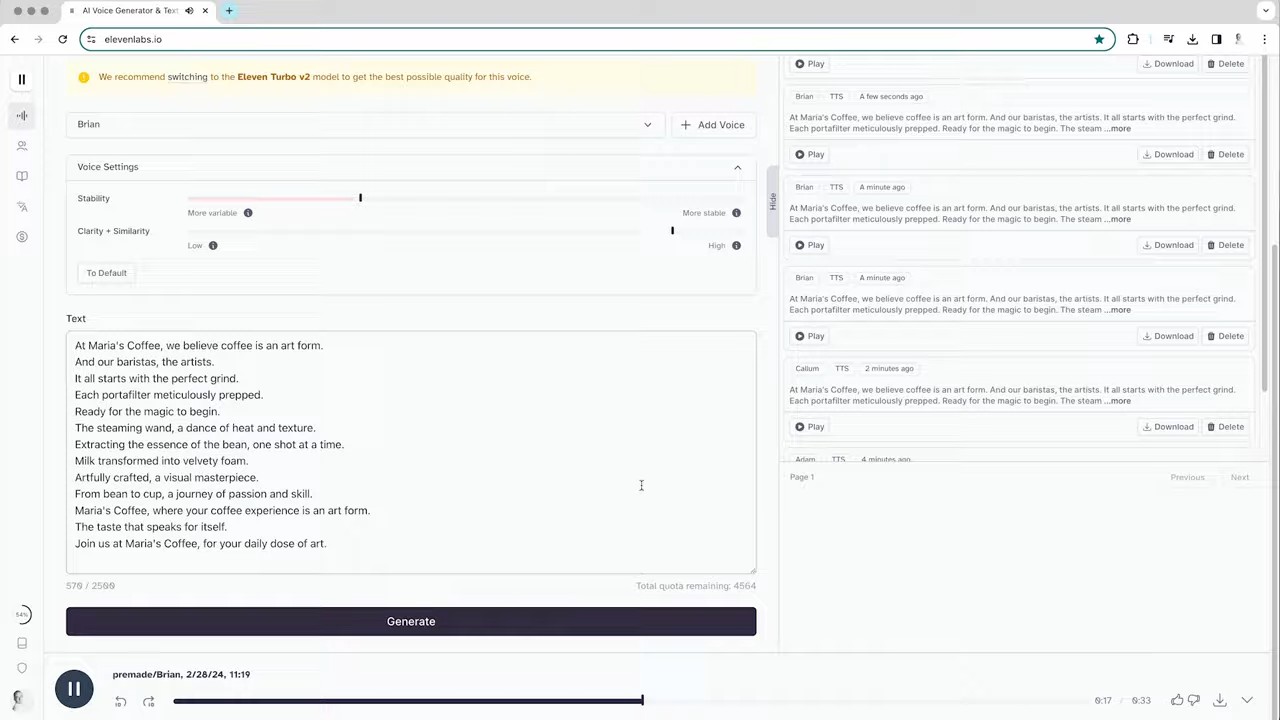 AI Voice Generator & Text
elevenlabs.io
We recommend switching to the Eleven Turbo v2 model to get the best possible quality for this voice.
Brian
Add Voice
Voice Settings
Stability
More variable
More stable
Clarity + Similarity
Low
High
To Default
Text
At Maria's Coffee, we believe coffee is an art form.
And our baristas, the artists.
It all starts with the perfect grind.
Each portafilter meticulously prepped.
Ready for the magic to begin.
The steaming wand, a dance of heat and texture.
Extracting the essence of the bean, one shot at a time.
Milk transformed into velvety foam.
Artfully crafted, a visual masterpiece.
From bean to cup, a journey of passion and skill.
Maria's Coffee, where your coffee experience is an art form.
The taste that speaks for itself.
Join us at Maria's Coffee, for your daily dose of art.
570 / 2500
Total quota remaining: 4564
Generate
54%
Hide
Play Download Delete
Brian TTS A few seconds ago
At Maria's Coffee, we believe coffee is an art form. And our baristas, the artists. It all starts with the perfect grind.
Each portafilter meticulously prepped. Ready for the magic to begin. The steam ...more
Play Download Delete
Brian TTS A minute ago
At Maria's Coffee, we believe coffee is an art form. And our baristas, the artists. It all starts with the perfect grind.
Each portafilter meticulously prepped. Ready for the magic to begin. The steam ...more
Play Download Delete
Brian TTS A minute ago
At Maria's Coffee, we believe coffee is an art form. And our baristas, the artists. It all starts with the perfect grind.
Each portafilter meticulously prepped. Ready for the magic to begin. The steam ...more
Play Download Delete
Callum TTS 2 minutes ago
At Maria's Coffee, we believe coffee is an art form. And our baristas, the artists. It all starts with the perfect grind.
Each portafilter meticulously prepped. Ready for the magic to begin. The steam ...more
Play Download Delete
Adam TTS 4 minutes ago
Page 1
Previous Next
premade/Brian, 2/28/24, 11:19
10 10
0:17 / 0:33